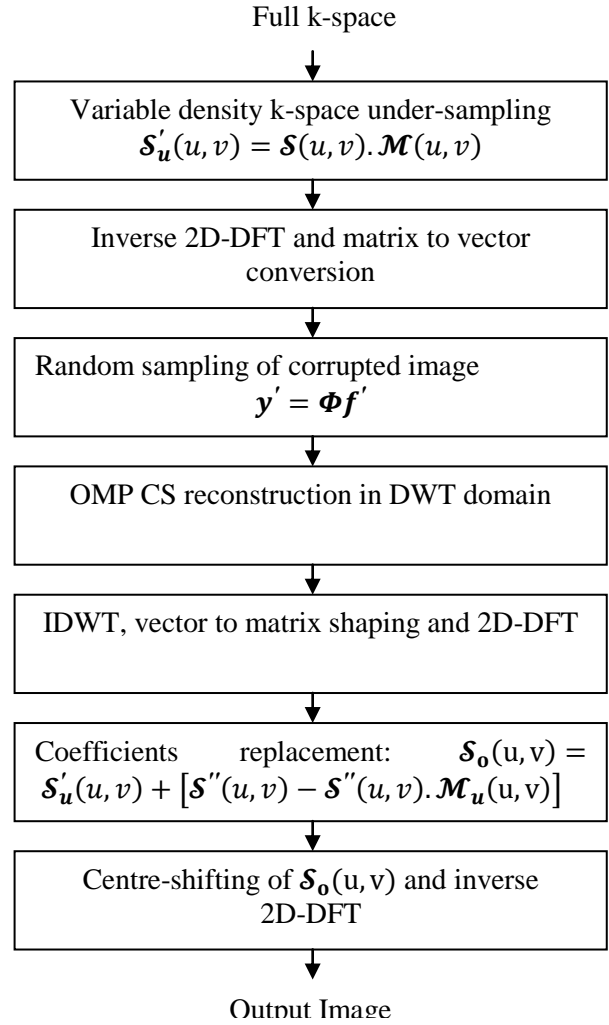 Full k-space
Variable density k-space under-sampling
𝓢′ᵤ(u, v) = 𝓢(u, v). 𝓜(u, v)
Inverse 2D-DFT and matrix to vector
conversion
Random sampling of corrupted image
y′ = Φf′
OMP CS reconstruction in DWT domain
IDWT, vector to matrix shaping and 2D-DFT
Coefficients replacement: 𝓢ₒ(u, v) =
𝓢′ᵤ(u, v) + [𝓢′′(u, v) − 𝓢′′(u, v). 𝓜ᵤ(u, v)]
Centre-shifting of 𝓢ₒ(u, v) and inverse
2D-DFT
Output Image